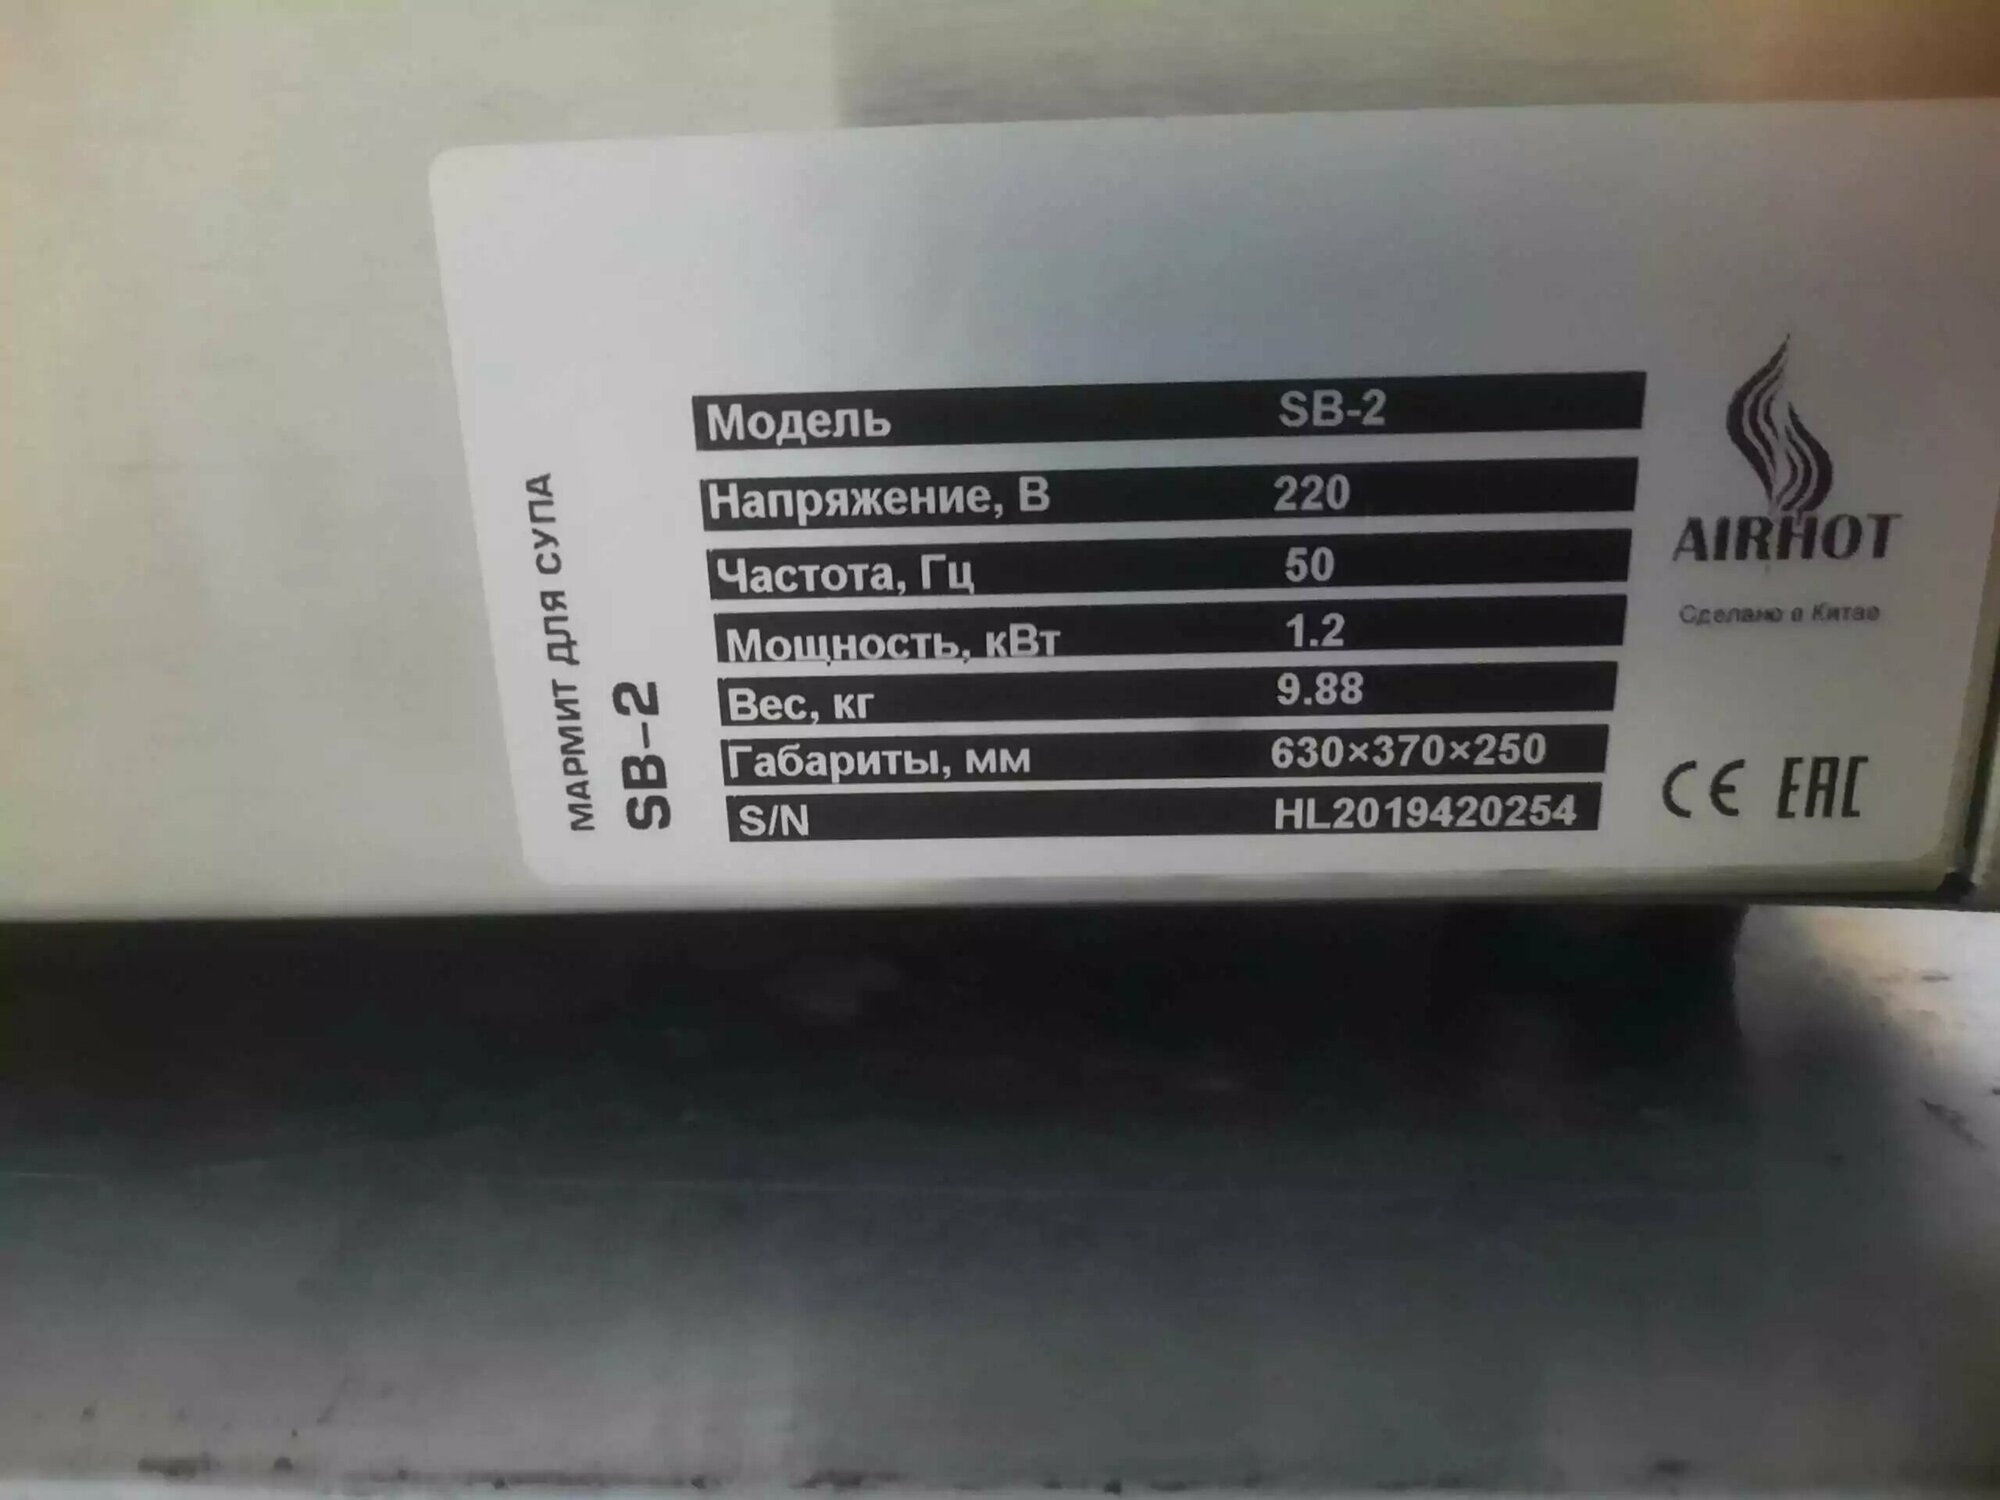 МАРМИТ ДЛЯ СУПА
SB-2
Модель SB-2
Напряжение, В 220
Частота, Гц 50
Мощность, кВт 1.2
Вес, кг 9.88
Габариты, мм 630×370×250
S/N HL2019420254
AIRHOT
Сделано в Китае
CE EAC